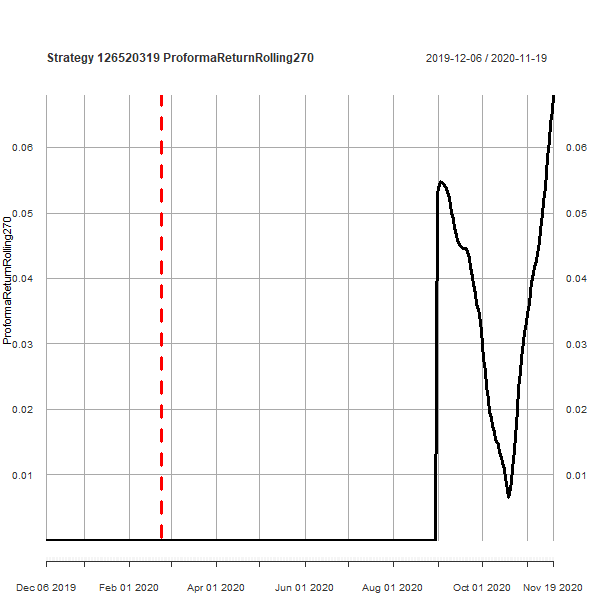 Strategy 126520319 ProformaReturnRolling270
2019-12-06 / 2020-11-19
ProformaReturnRolling270
0.06 0.06
0.05 0.05
0.04 0.04
0.03 0.03
0.02 0.02
0.01 0.01
Dec 06 2019 Feb 01 2020 Apr 01 2020 Jun 01 2020 Aug 01 2020 Oct 01 2020 Nov 19 2020